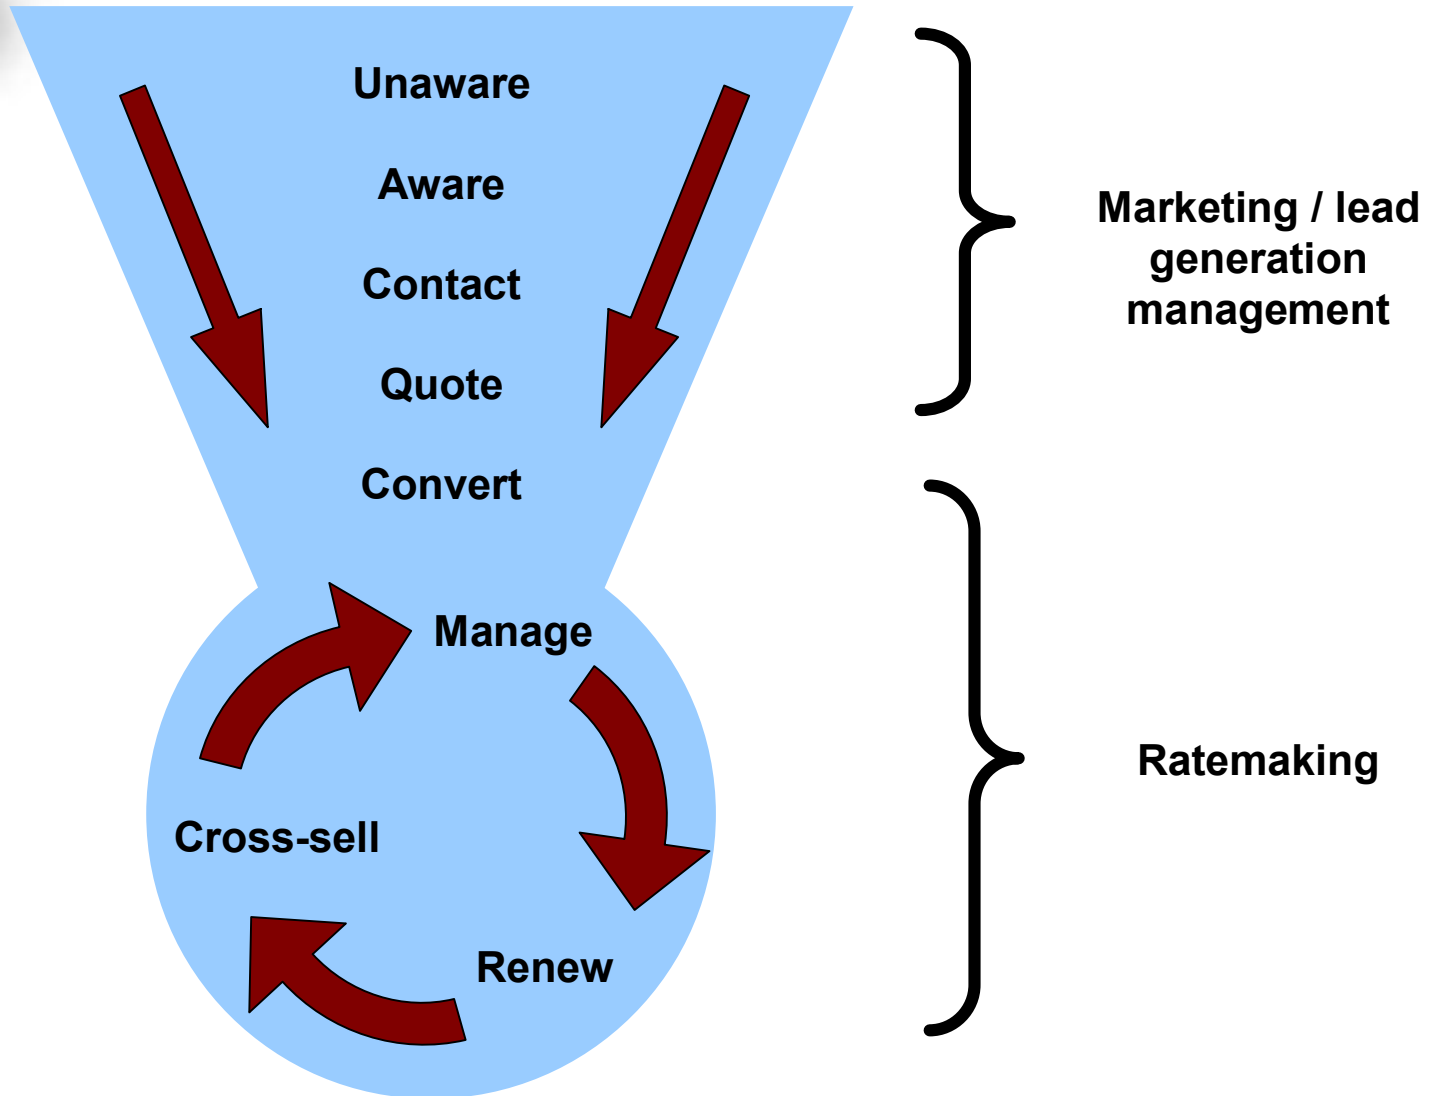 Unaware
Aware
Contact
Quote
Convert
Marketing / lead
generation
management
Manage
Cross-sell
Renew
Ratemaking